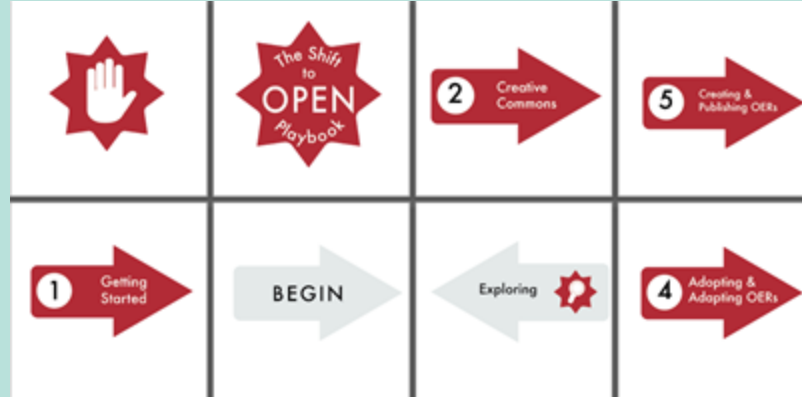 The Shift
to
OPEN
Playbook
2
Creative
Commons
5
Creating &
Publishing OERs
1
Getting
Started
BEGIN
Exploring
4
Adopting &
Adapting OERs